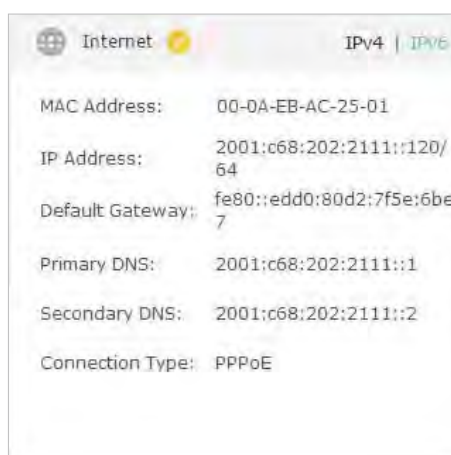 Internet IPv4 | IPv6
MAC Address: 00-0A-EB-AC-25-01
IP Address: 2001:c68:202:2111::120/
64
Default Gateway: fe80::edd0:80d2:7f5e:6be
7
Primary DNS: 2001:c68:202:2111::1
Secondary DNS: 2001:c68:202:2111::2
Connection Type: PPPoE